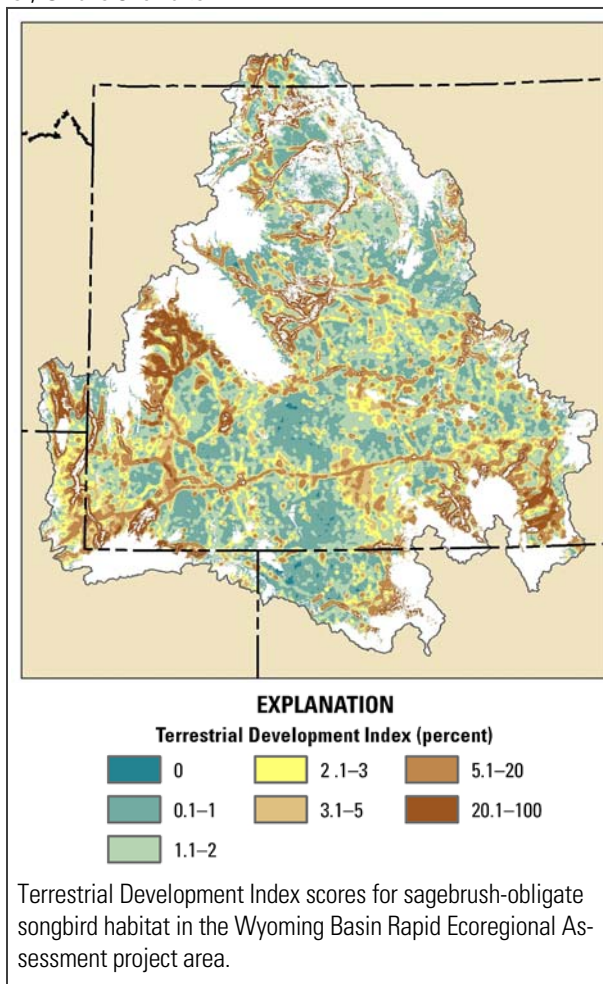 EXPLANATION
Terrestrial Development Index (percent)
0 2 .1–3 5.1–20
0.1–1 3.1–5 20.1–100
1.1–2
Terrestrial Development Index scores for sagebrush-obligate
songbird habitat in the Wyoming Basin Rapid Ecoregional As-
sessment project area.